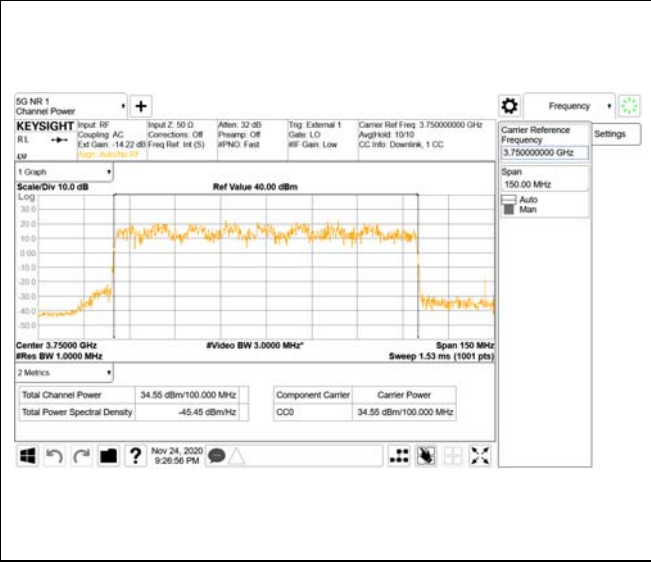 5G NR 1
Channel Power
Frequency
KEYSIGHT
Input: RF
Input Z: 50 Ω
Atten: 32 dB
Trig: External 1
Carrier Ref Freq: 3.750000000 GHz
R L
Coupling: AC
Corrections: Off
Preamp: Off
Gate: LO
Avg|Hold: 10/10
Ext Gain: -14.22 dB
Freq Ref: Int (S)
#PNO: Fast
#IF Gain: Low
CC Info: Downlink, 1 CC
Align: Auto/No RF
Carrier Reference
Frequency
3.750000000 GHz
Settings
Span
150.00 MHz
Auto
Man
1 Graph
Scale/Div 10.0 dB
Ref Value 40.00 dBm
Log
30.0
20.0
10.0
0.00
-10.0
-20.0
-30.0
-40.0
-50.0
Center 3.75000 GHz
#Video BW 3.0000 MHz*
Span 150 MHz
#Res BW 1.0000 MHz
Sweep 1.53 ms (1001 pts)
2 Metrics
Total Channel Power
34.55 dBm/100.000 MHz
Total Power Spectral Density
-45.45 dBm/Hz
Component Carrier
Carrier Power
CC0
34.55 dBm/100.000 MHz
?
Nov 24, 2020
9:26:56 PM